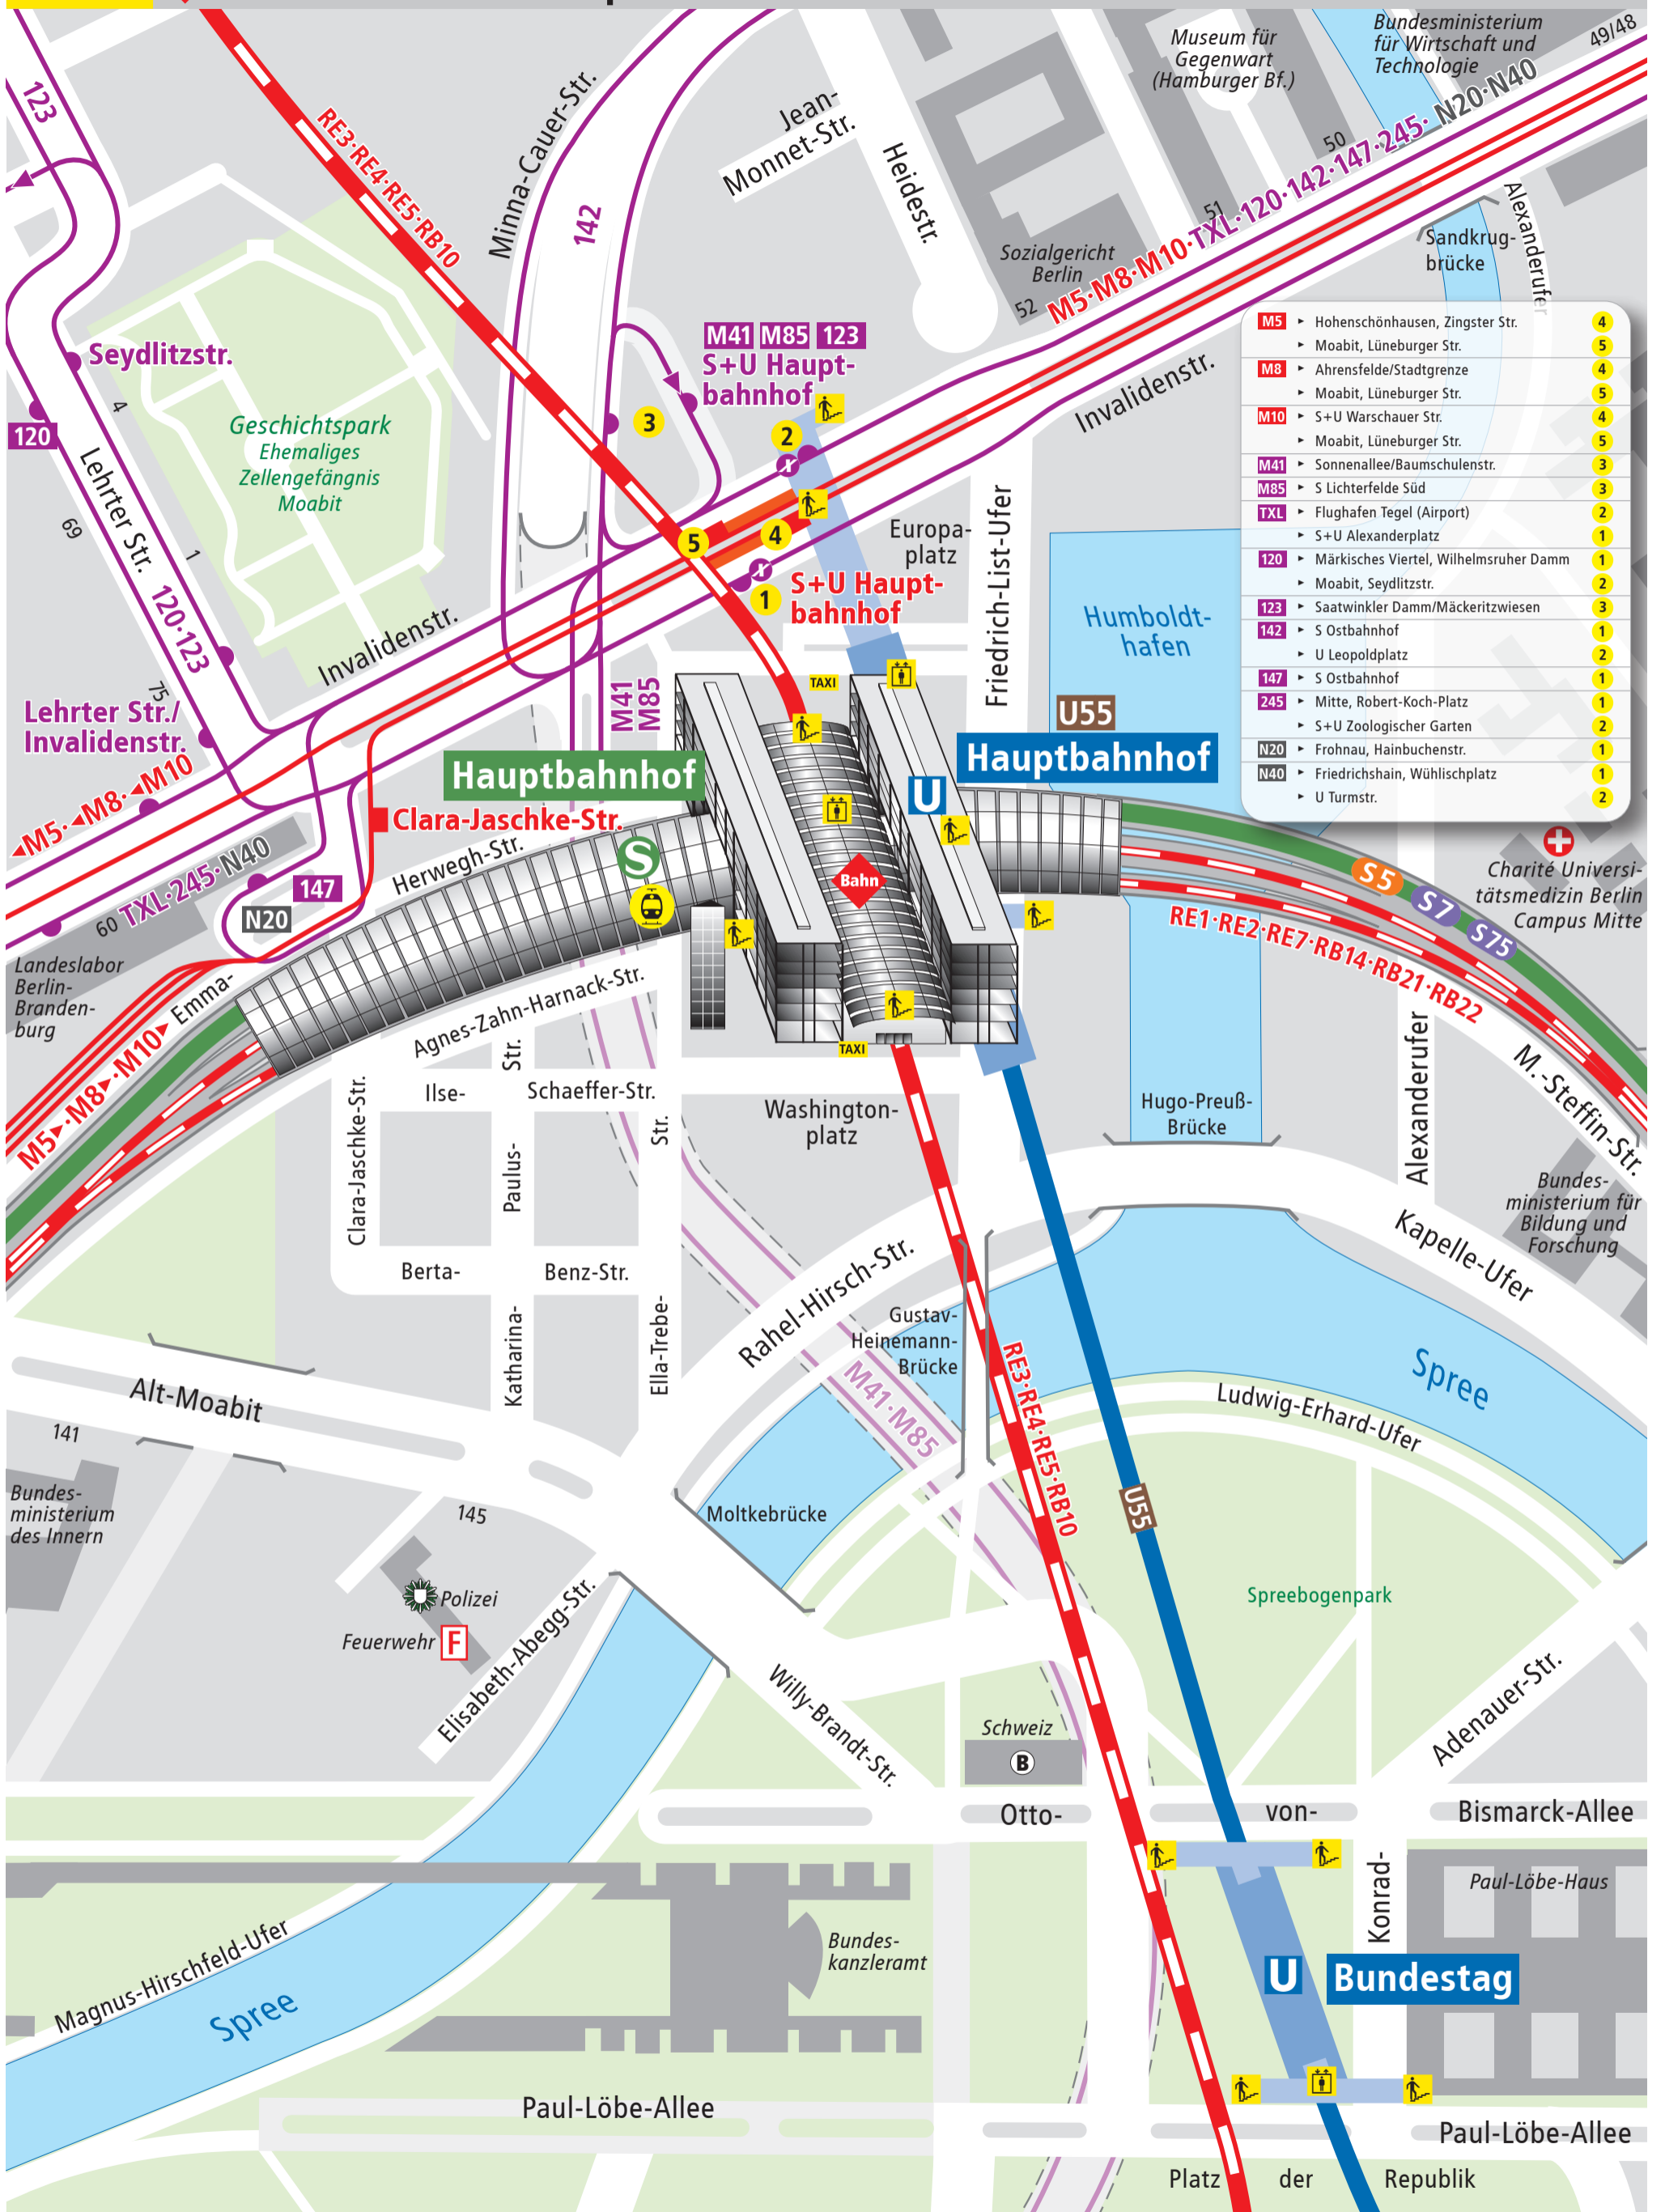 Museum für
Gegenwart
(Hamburger Bf.)
Bundesministerium
für Wirtschaft und
Technologie
49/48
123
RE3·RE4·RE5·RB10
Minna-Cauer-Str.
142
Jean-
Monnet-Str.
Heidestr.
Sozialgericht
Berlin
52
51
50
M5·M8·M10·TXL·120·142·147·245· N20·N40
Alexanderufer
Sandkrug-
brücke
Seydlitzstr.
4
120
Lehrter Str.
69
1
120·123
75
Geschichtspark
Ehemaliges
Zellengefängnis
Moabit
M41 M85 123
S+U Haupt-
bahnhof
3
2
5
4
1
S+U Haupt-
bahnhof
Europa-
platz
Invalidenstr.
Invalidenstr.
Friedrich-List-Ufer
Humboldt-
hafen
M5 ► Hohenschönhausen, Zingster Str. 4
► Moabit, Lüneburger Str. 5
M8 ► Ahrensfelde/Stadtgrenze 4
► Moabit, Lüneburger Str. 5
M10 ► S+U Warschauer Str. 4
► Moabit, Lüneburger Str. 5
M41 ► Sonnenallee/Baumschulenstr. 3
M85 ► S Lichterfelde Süd 3
TXL ► Flughafen Tegel (Airport) 2
► S+U Alexanderplatz 1
120 ► Märkisches Viertel, Wilhelmsruher Damm 1
► Moabit, Seydlitzstr. 2
123 ► Saatwinkler Damm/Mäckeritzwiesen 3
142 ► S Ostbahnhof 1
► U Leopoldplatz 2
147 ► S Ostbahnhof 1
245 ► Mitte, Robert-Koch-Platz 1
► S+U Zoologischer Garten 2
N20 ► Frohnau, Hainbuchenstr. 1
N40 ► Friedrichshain, Wühlischplatz 1
► U Turmstr. 2
Lehrter Str./
Invalidenstr.
◄M5·◄M8·◄M10
M41
M85
TAXI
U55
Hauptbahnhof
Hauptbahnhof
U
Clara-Jaschke-Str.
Herwegh-Str.
S
Bahn
60
TXL·245·N40
147
N20
Landeslabor
Berlin-
Branden-
burg
Emma-
M5►·M8►·M10►
Agnes-Zahn-Harnack-Str.
TAXI
S5
S7
S75
RE1·RE2·RE7·RB14·RB21·RB22
Charité Universi-
tätsmedizin Berlin
Campus Mitte
Clara-Jaschke-Str.
Ilse-
Schaeffer-Str.
Str.
Paulus-
Katharina-
Str.
Ella-Trebe-
Berta-
Benz-Str.
Washington-
platz
Hugo-Preuß-
Brücke
Alexanderufer
M.-Steffin-Str.
Bundes-
ministerium für
Bildung und
Forschung
Kapelle-Ufer
Rahel-Hirsch-Str.
Gustav-
Heinemann-
Brücke
M41·M85
RE3·RE4·RE5·RB10
U55
Spree
Ludwig-Erhard-Ufer
Alt-Moabit
141
145
Bundes-
ministerium
des Innern
Moltkebrücke
Polizei
Feuerwehr F
Elisabeth-Abegg-Str.
Spreebogenpark
Willy-Brandt-Str.
Schweiz
B
Adenauer-Str.
Otto-
von-
Bismarck-Allee
Konrad-
Paul-Löbe-Haus
Bundes-
kanzleramt
Magnus-Hirschfeld-Ufer
Spree
U
Bundestag
Paul-Löbe-Allee
Paul-Löbe-Allee
Platz
der
Republik